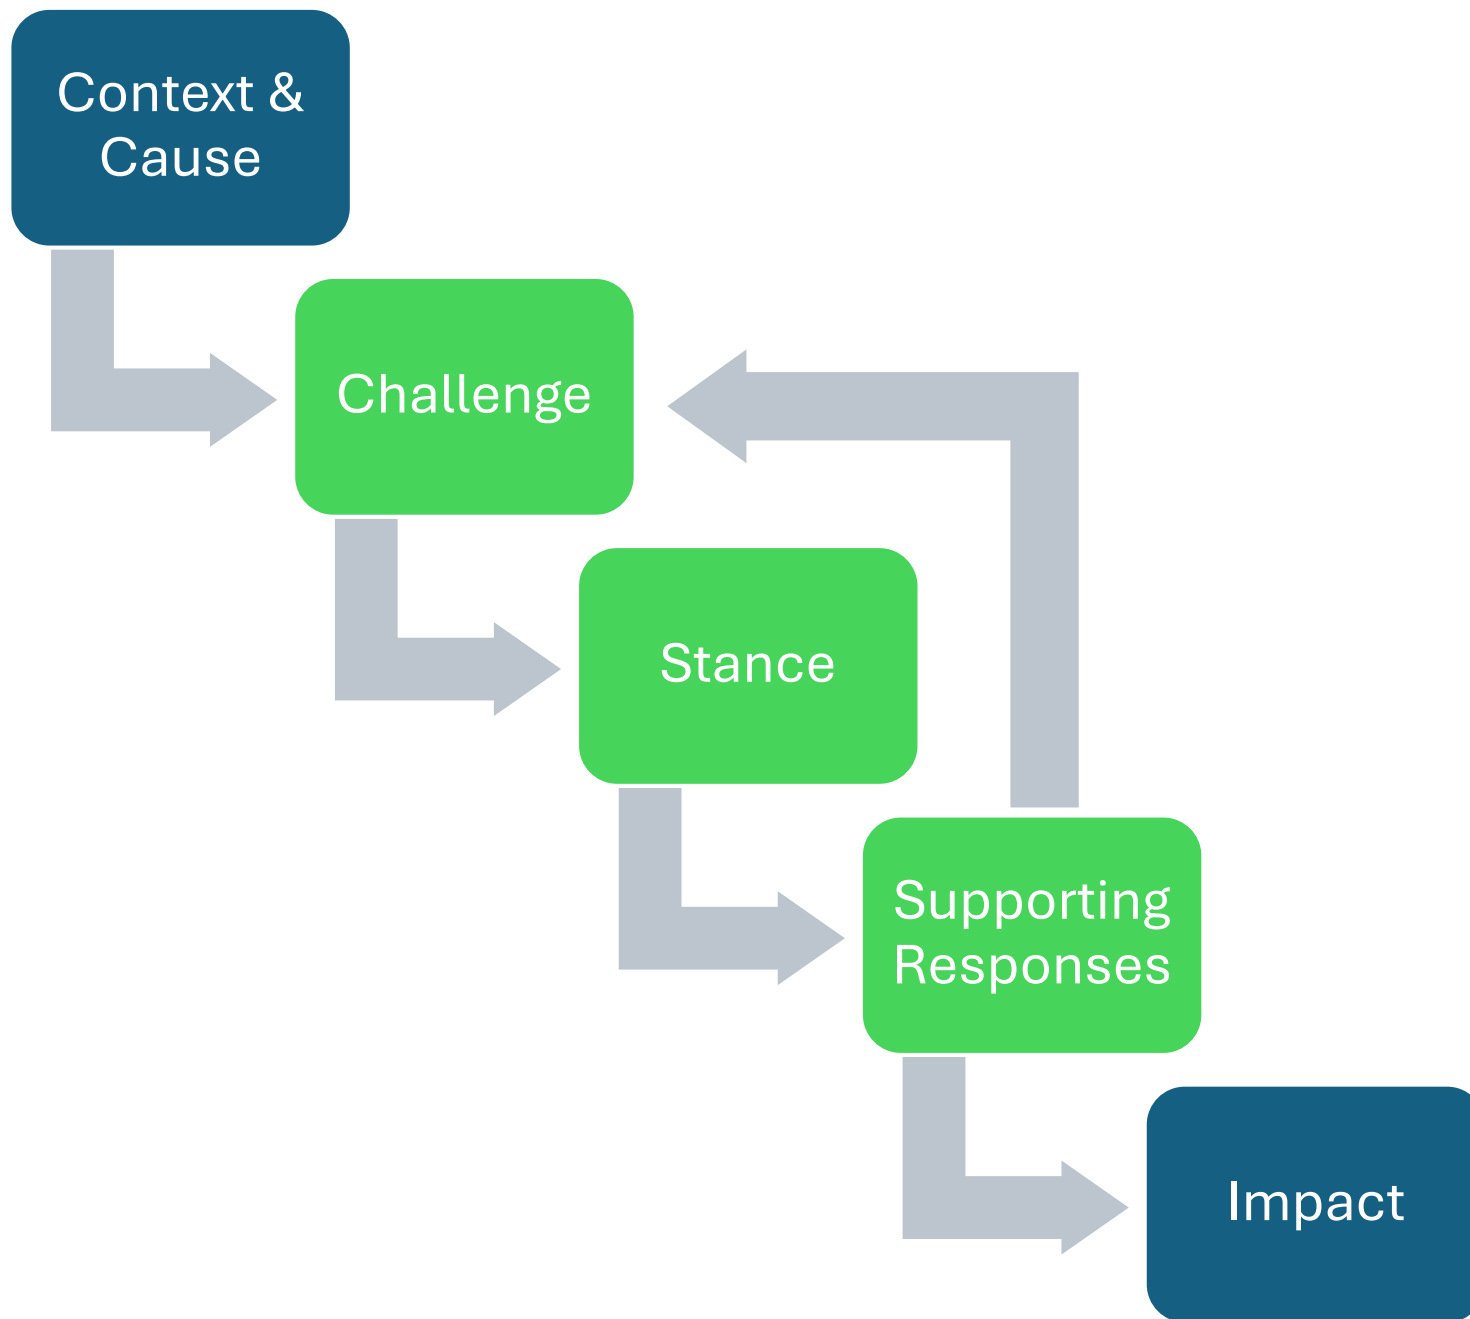 Context &
Cause
Challenge
Stance
Supporting
Responses
Impact